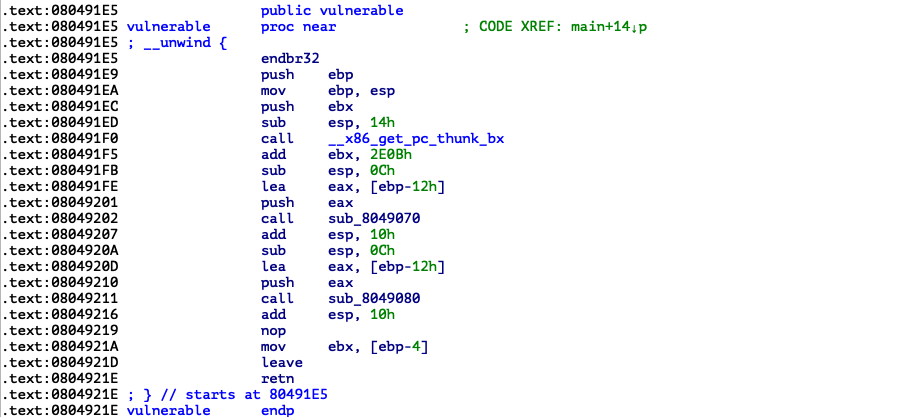 .text:080491E5 public vulnerable
.text:080491E5 vulnerable proc near ; CODE XREF: main+14↓p
.text:080491E5 ; __unwind {
.text:080491E5 endbr32
.text:080491E9 push ebp
.text:080491EA mov ebp, esp
.text:080491EC push ebx
.text:080491ED sub esp, 14h
.text:080491F0 call __x86_get_pc_thunk_bx
.text:080491F5 add ebx, 2E0Bh
.text:080491FB sub esp, 0Ch
.text:080491FE lea eax, [ebp-12h]
.text:08049201 push eax
.text:08049202 call sub_8049070
.text:08049207 add esp, 10h
.text:0804920A sub esp, 0Ch
.text:0804920D lea eax, [ebp-12h]
.text:08049210 push eax
.text:08049211 call sub_8049080
.text:08049216 add esp, 10h
.text:08049219 nop
.text:0804921A mov ebx, [ebp-4]
.text:0804921D leave
.text:0804921E retn
.text:0804921E ; } // starts at 80491E5
.text:0804921E vulnerable endp